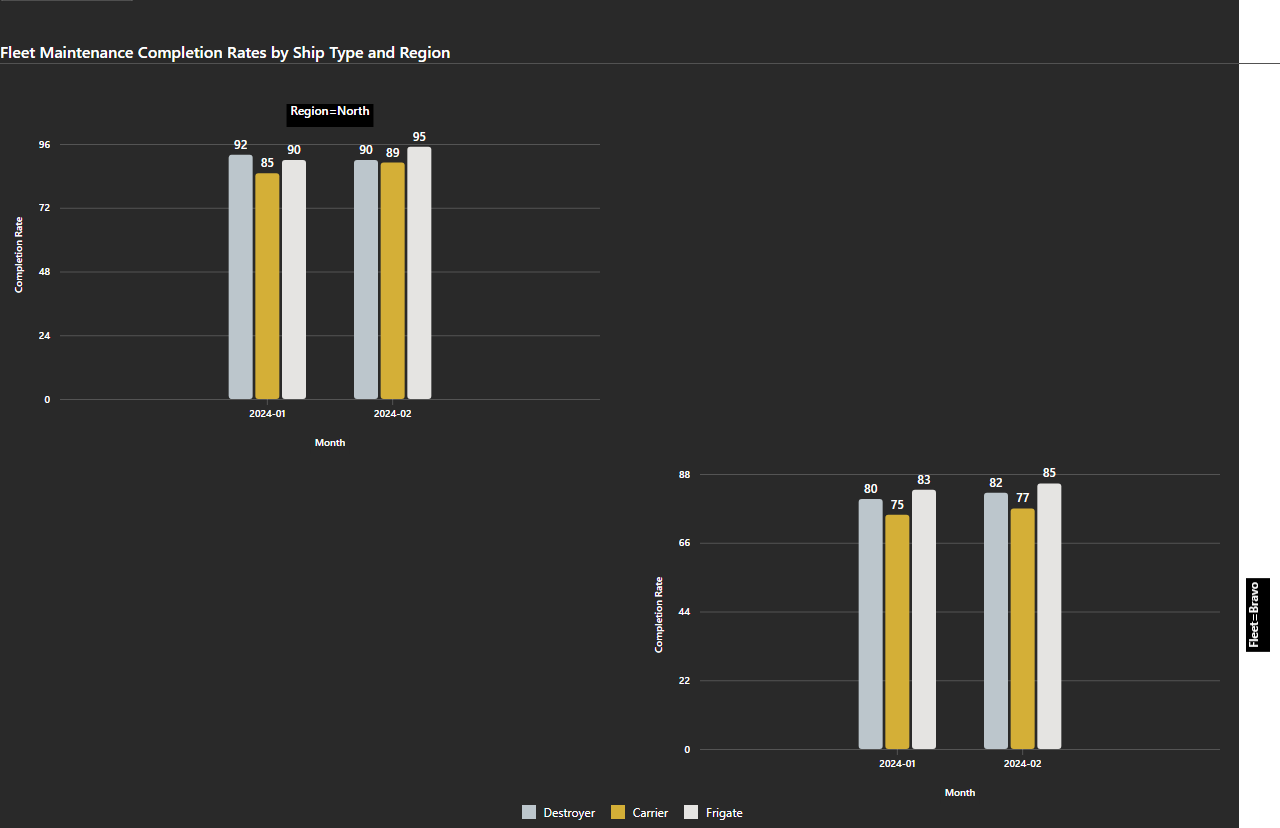 Fleet Maintenance Completion Rates by Ship Type and Region
Region=North
96
72
48
24
0
Completion Rate
92
85
90
90
89
95
2024-01
2024-02
Month
88
66
44
22
0
Completion Rate
80
75
83
82
77
85
2024-01
2024-02
Month
Fleet=Bravo
Destroyer
Carrier
Frigate